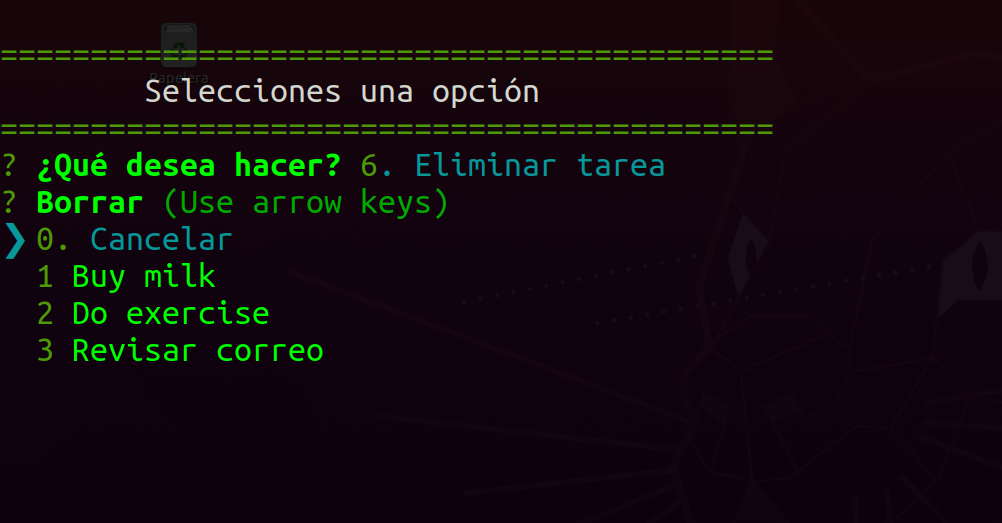 ===========================================
Papelera
Selecciones una opción
===========================================
? ¿Qué desea hacer? 6. Eliminar tarea
? Borrar (Use arrow keys)
❯ 0. Cancelar
1 Buy milk
2 Do exercise
3 Revisar correo